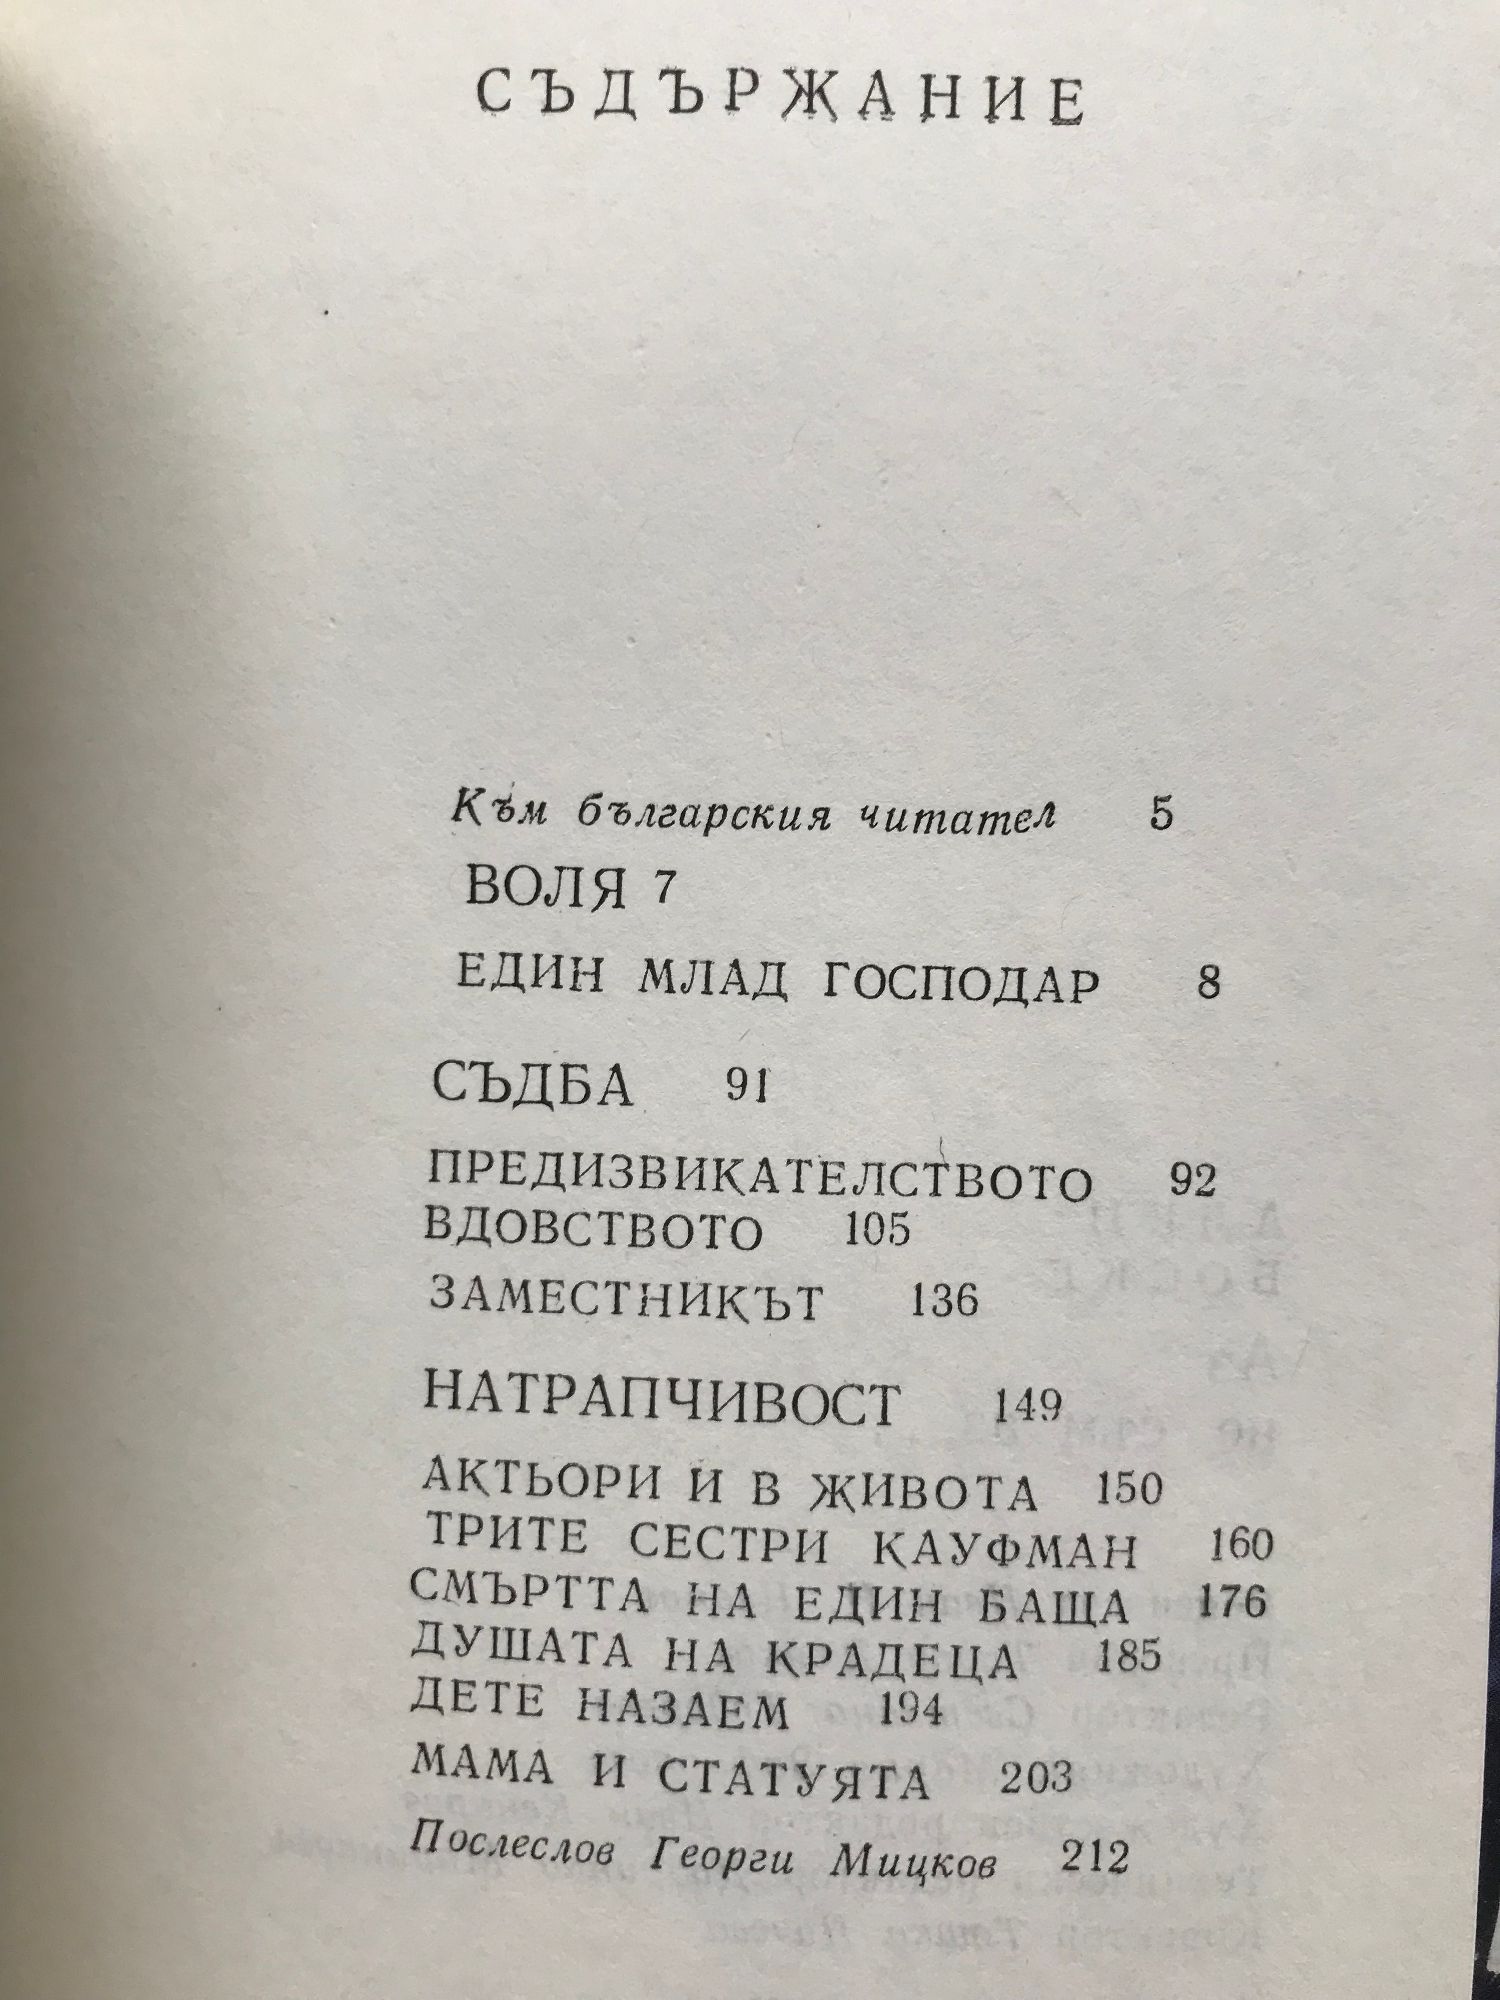 СЪДЪРЖАНИЕ
Към българския читател 5
ВОЛЯ 7
ЕДИН МЛАД ГОСПОДАР 8
СЪДБА 91
ПРЕДИЗВИКАТЕЛСТВОТО 92
ВДОВСТВОТО 105
ЗАМЕСТНИКЪТ 136
НАТРАПЧИВОСТ 149
АКТЬОРИ И В ЖИВОТА 150
ТРИТЕ СЕСТРИ КАУФМАН 160
СМЪРТТА НА ЕДИН БАЩА 176
ДУШАТА НА КРАДЕЦА 185
ДЕТЕ НАЗАЕМ 194
МАМА И СТАТУЯТА 203
Послеслов Георги Мицков 212